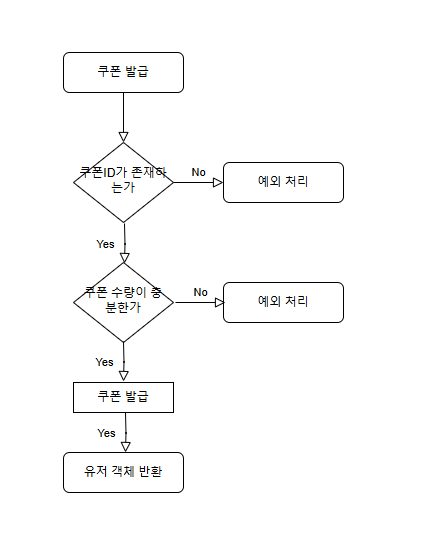 쿠폰 발급
쿠폰ID가 존재하
는가
No
예외 처리
Yes
쿠폰 수량이 충
분한가
No
예외 처리
Yes
쿠폰 발급
Yes
유저 객체 반환